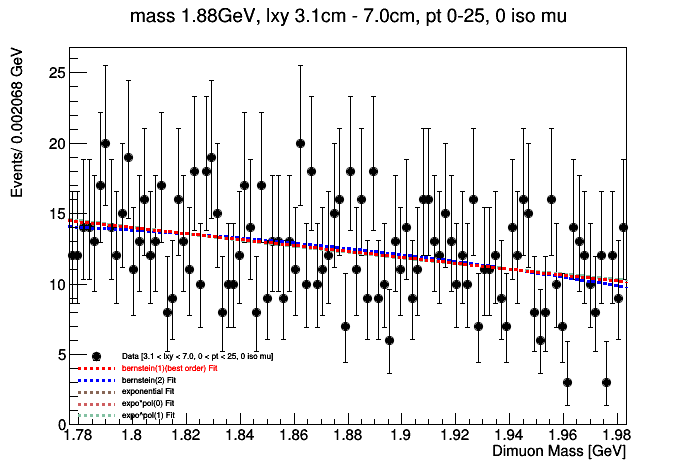 mass 1.88GeV, lxy 3.1cm - 7.0cm, pt 0-25, 0 iso mu
Events/ 0.002068 GeV
25
20
15
10
5
0
Data [3.1 < lxy < 7.0, 0 < pt < 25, 0 iso mu]
bernstein(1)(best order) Fit
bernstein(2) Fit
exponential Fit
expo*pol(0) Fit
expo*pol(1) Fit
1.78 1.8 1.82 1.84 1.86 1.88 1.9 1.92 1.94 1.96 1.98
Dimuon Mass [GeV]